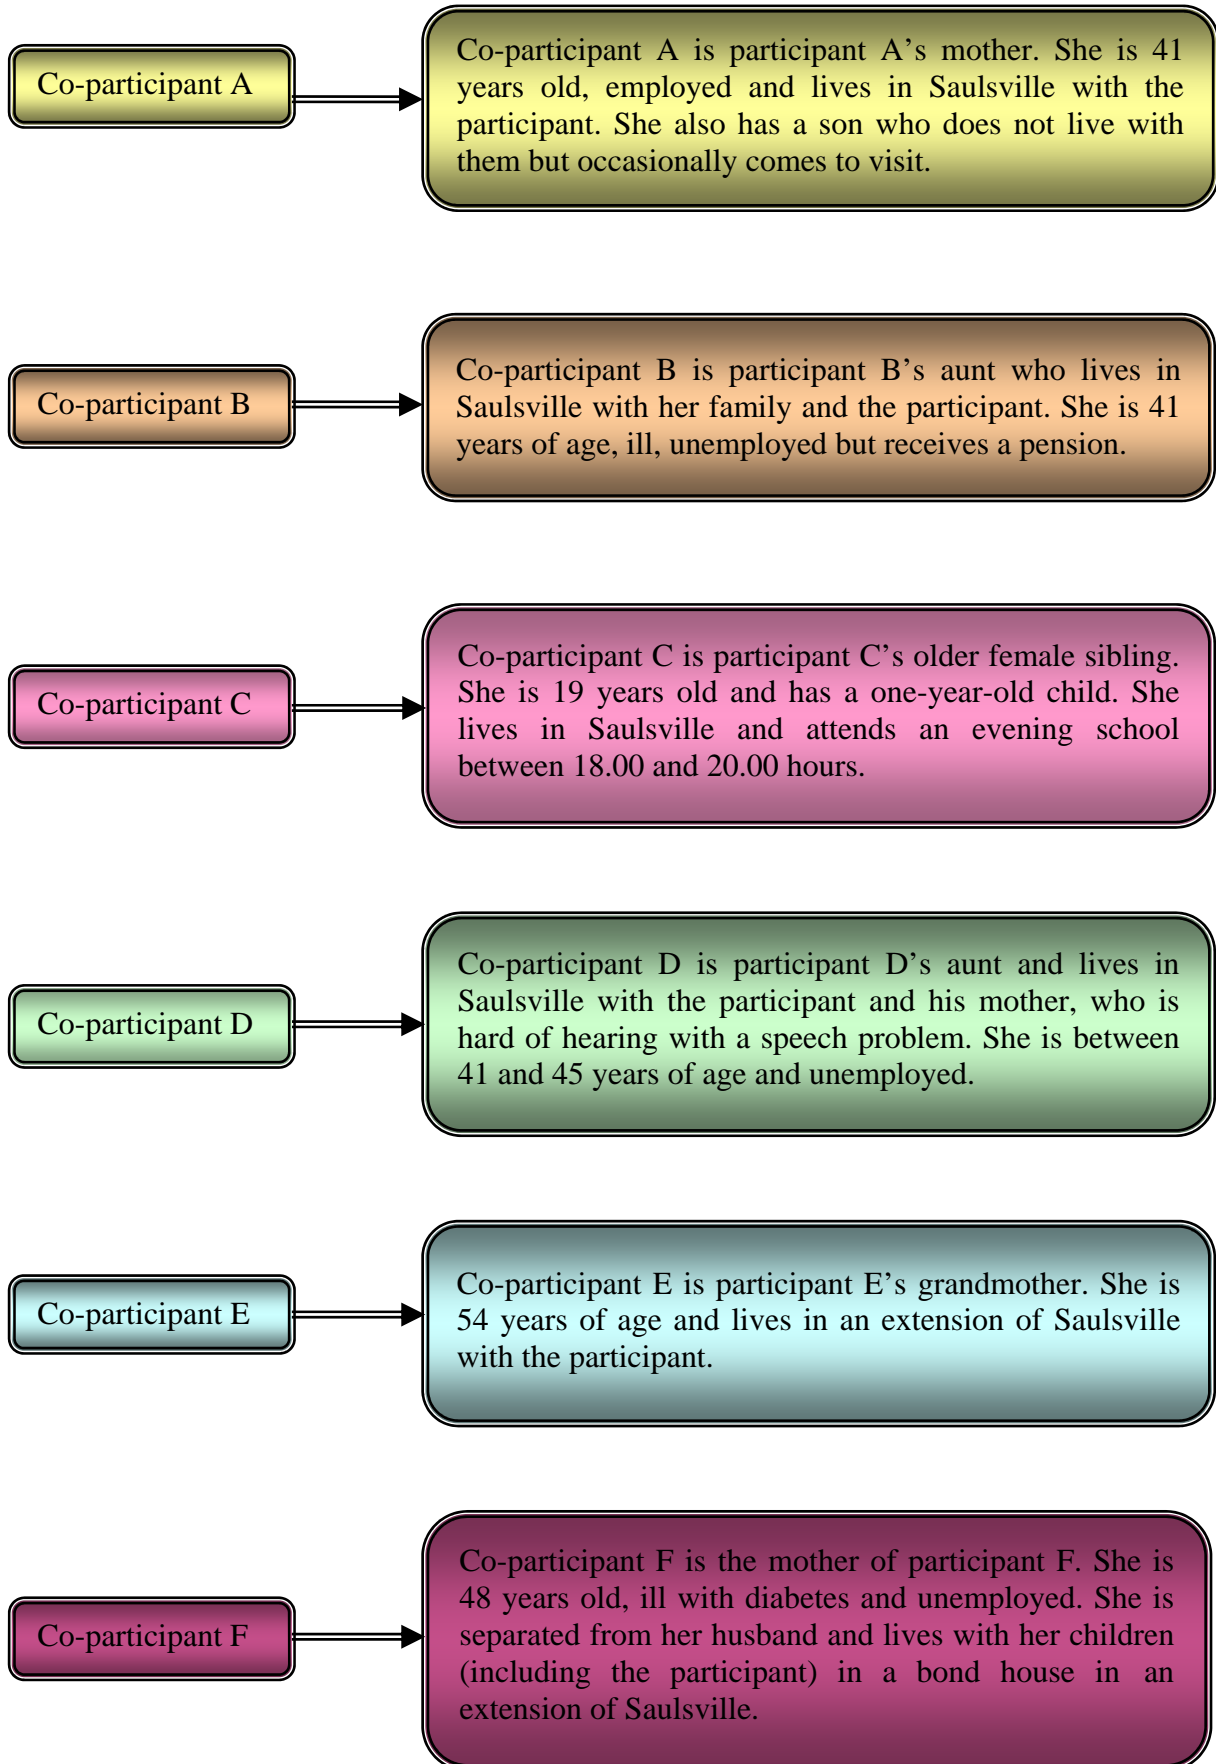 Co-participant A
Co-participant A is participant A’s mother. She is 41
years old, employed and lives in Saulsville with the
participant. She also has a son who does not live with
them but occasionally comes to visit.
Co-participant B
Co-participant B is participant B’s aunt who lives in
Saulsville with her family and the participant. She is 41
years of age, ill, unemployed but receives a pension.
Co-participant C
Co-participant C is participant C’s older female sibling.
She is 19 years old and has a one-year-old child. She
lives in Saulsville and attends an evening school
between 18.00 and 20.00 hours.
Co-participant D
Co-participant D is participant D’s aunt and lives in
Saulsville with the participant and his mother, who is
hard of hearing with a speech problem. She is between
41 and 45 years of age and unemployed.
Co-participant E
Co-participant E is participant E’s grandmother. She is
54 years of age and lives in an extension of Saulsville
with the participant.
Co-participant F
Co-participant F is the mother of participant F. She is
48 years old, ill with diabetes and unemployed. She is
separated from her husband and lives with her children
(including the participant) in a bond house in an
extension of Saulsville.